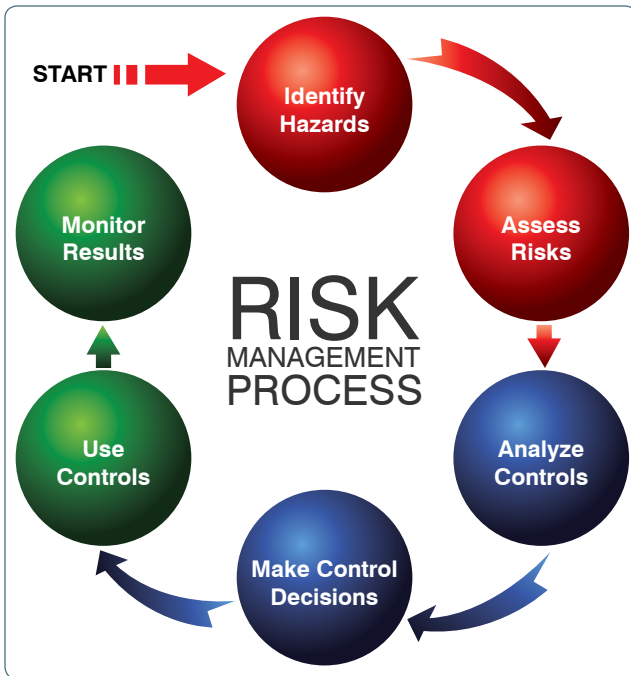 START
Identify
Hazards
Assess
Risks
Analyze
Controls
Make Control
Decisions
Use
Controls
Monitor
Results
RISK
MANAGEMENT
PROCESS